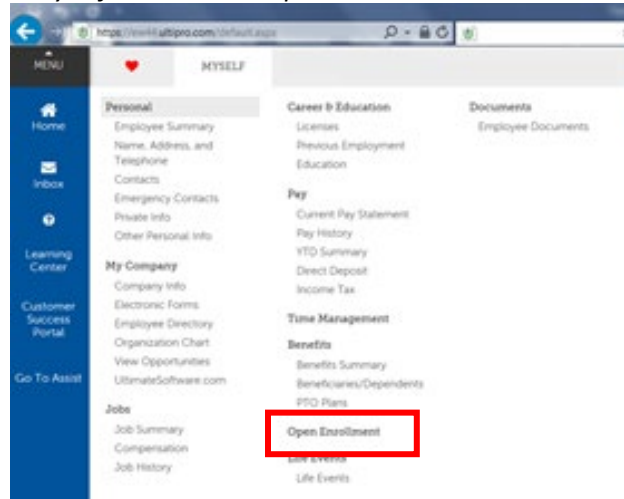 https://ew44.ultipro.com/default.aspx
MENU
MYSELF
Home
Inbox
Learning
Center
Customer
Success
Portal
Go To Assist
Personal
Employee Summary
Name, Address, and
Telephone
Contacts
Emergency Contacts
Private Info
Other Personal Info
My Company
Company Info
Electronic Forms
Employee Directory
Organization Chart
View Opportunities
UltimateSoftware.com
Jobs
Job Summary
Compensation
Job History
Career & Education
Licenses
Previous Employment
Education
Pay
Current Pay Statement
Pay History
YTD Summary
Direct Deposit
Income Tax
Time Management
Benefits
Benefits Summary
Beneficiaries/Dependents
PTO Plans
Open Enrollment
Life Events
Life Events
Documents
Employee Documents